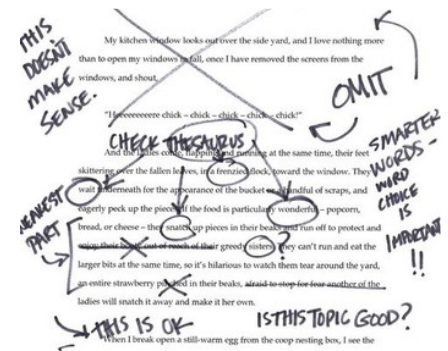 THIS
DOESN'T
MAKE
SENSE.
My kitchen window looks out over the side yard, and I love nothing more
than to open my windows in fall, once I have removed the screens from the
windows, and shout,
OMIT
"Heeeeeeeere chick – chick – chick – chick – chick!"
CHECK THESAURUS
And the ladies come, flapping and running at the same time, their feet
skittering over the fallen leaves, in a frenzied flock, toward the window. They
wait underneath for the appearance of the bucket or a handful of scraps, and
eagerly peck up the pieces. If the food is particularly wonderful – popcorn,
bread, or cheese – they snatch up pieces in their beaks and run off to protect and
enjoy their booty out of reach of their greedy sisters. They can't run and eat the
larger bits at the same time, so it's hilarious to watch them tear around the yard,
an entire strawberry pinched in their beaks, afraid to stop for fear another of the
ladies will snatch it away and make it her own.
SMARTER
WORDS –
WORD
CHOICE
IS
IMPORTANT
!!
WEAKEST
PART
?
THIS IS OK
IS THIS TOPIC GOOD?
When I break open a still-warm egg from the coop nesting box, I see the